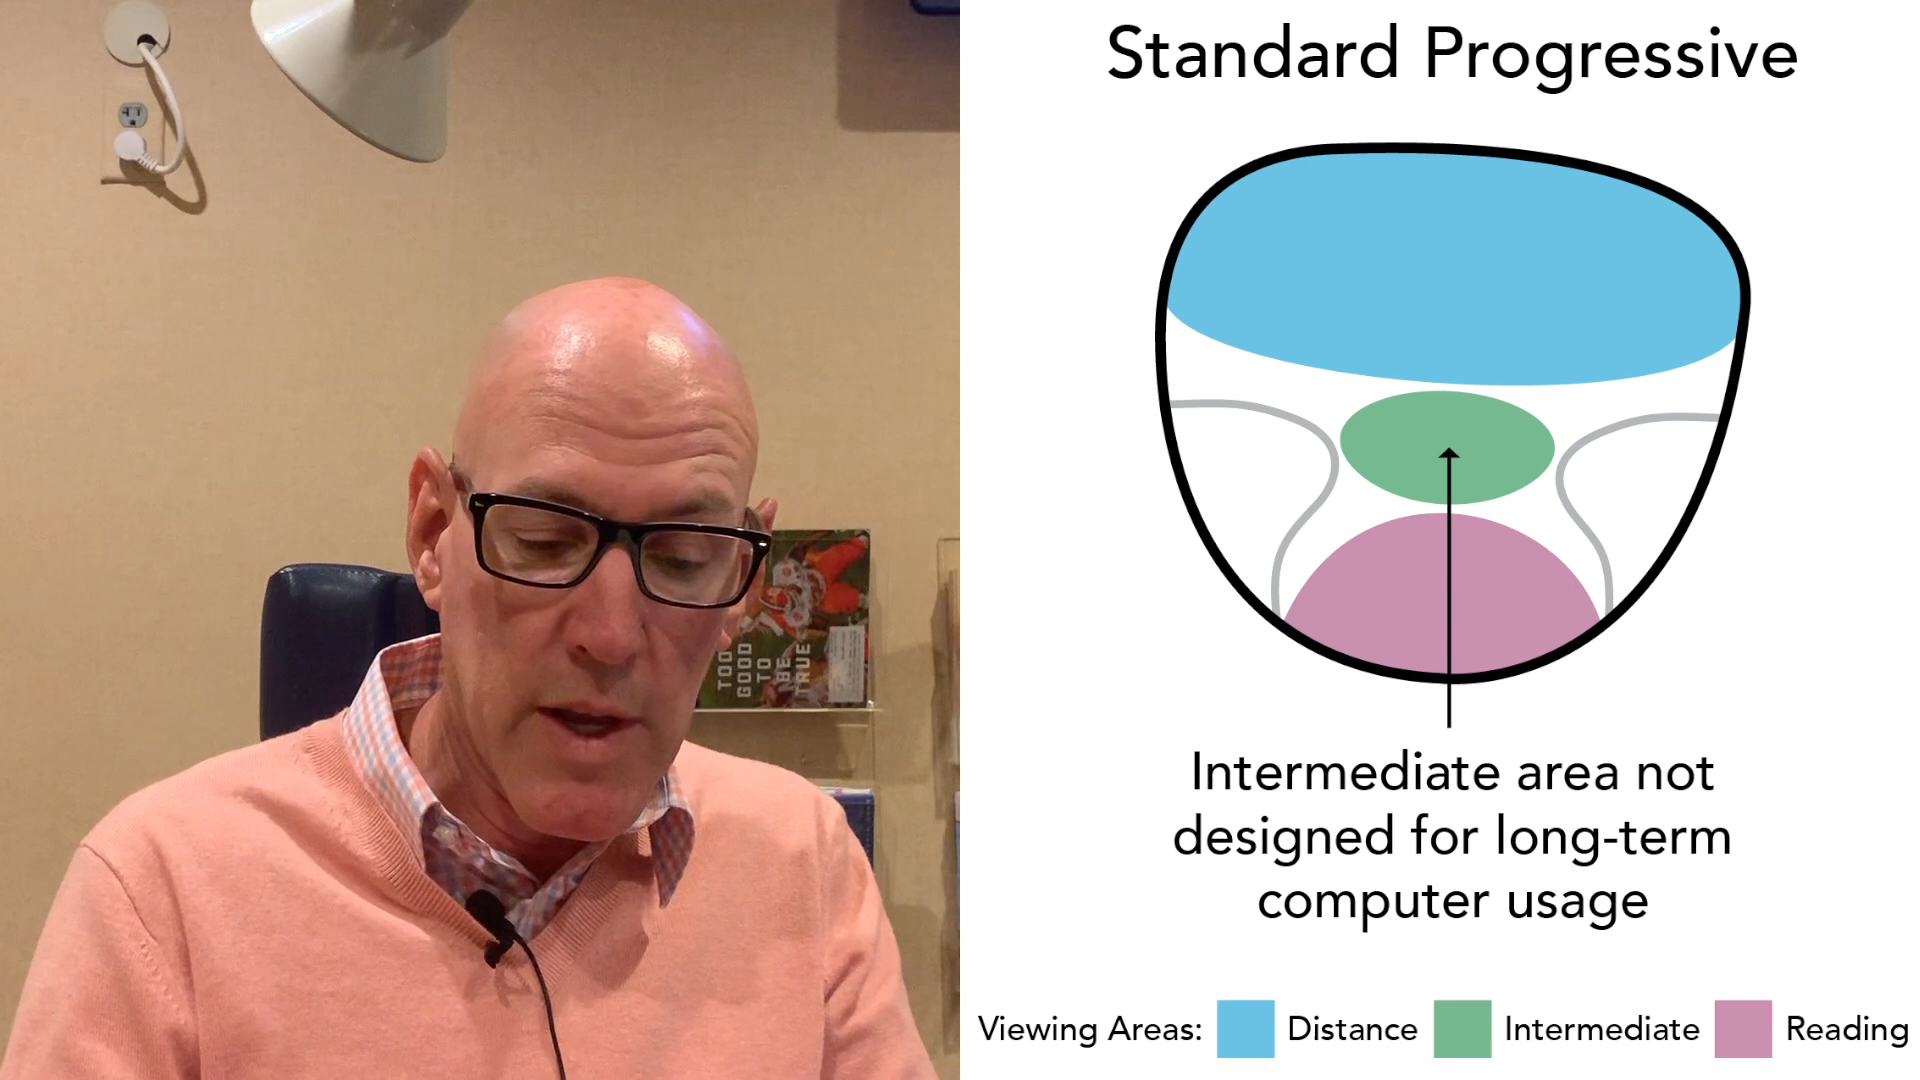 TOO
GOOD
TO
BE
TRUE
Standard Progressive
Intermediate area not
designed for long-term
computer usage
Viewing Areas: Distance Intermediate Reading